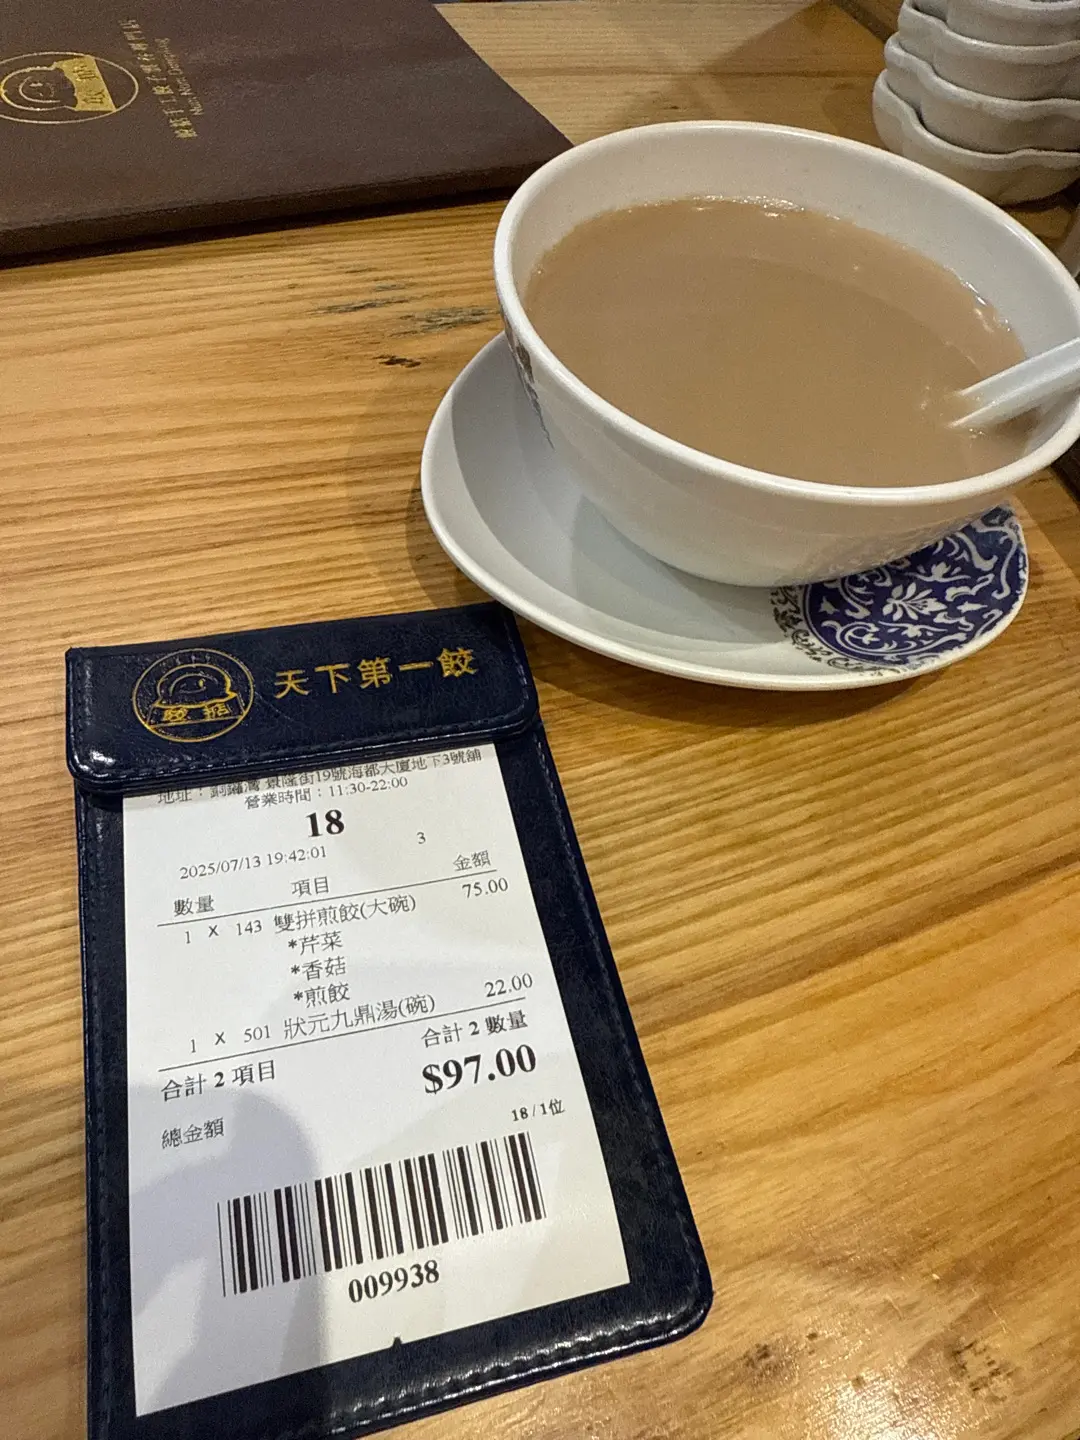 天下第一餃
地址：銅鑼灣 景隆街19號海都大廈地下3號舖
營業時間：11:30-22:00
18
2025/07/13 19:42:01 3
數量 項目 金額
1 X 143 雙拼煎餃(大碗) 75.00
*芹菜
*香菇
*煎餃
1 X 501 狀元九鼎湯(碗) 22.00
合計 2 項目 合計 2 數量
$97.00
總金額
18 / 1位
009938